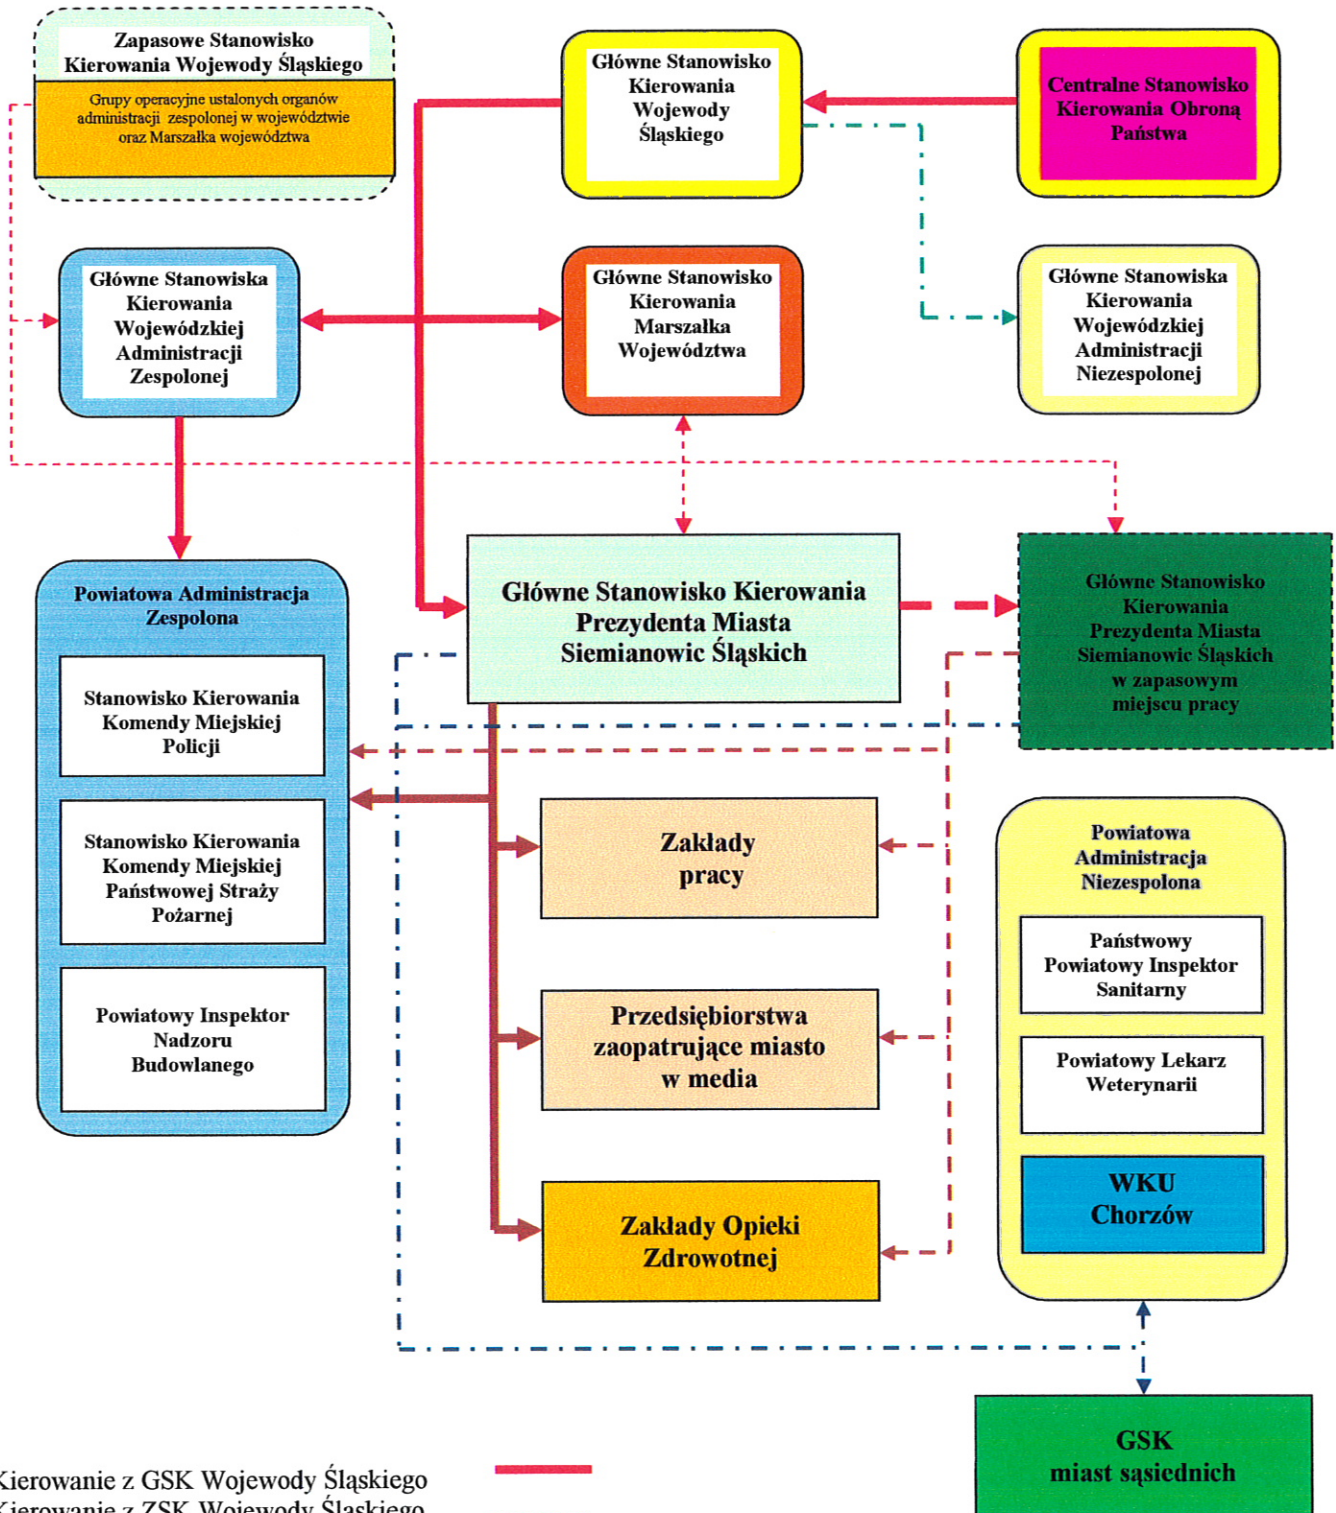 Zapasowe Stanowisko
Kierowania Wojewody Śląskiego
Grupy operacyjne ustalonych organów
administracji zespolonej w województwie
oraz Marszałka województwa
Główne Stanowisko
Kierowania
Wojewody
Śląskiego
Centralne Stanowisko
Kierowania Obroną
Państwa
Główne Stanowiska
Kierowania
Wojewódzkiej
Administracji
Zespolonej
Główne Stanowisko
Kierowania
Marszałka
Województwa
Główne Stanowiska
Kierowania
Wojewódzkiej
Administracji
Niezespolonej
Powiatowa Administracja
Zespolona
Stanowisko Kierowania
Komendy Miejskiej
Policji
Stanowisko Kierowania
Komendy Miejskiej
Państwowej Straży
Pożarnej
Powiatowy Inspektor
Nadzoru
Budowlanego
Główne Stanowisko Kierowania
Prezydenta Miasta
Siemianowic Śląskich
Główne Stanowisko
Kierowania
Prezydenta Miasta
Siemianowic Śląskich
w zapasowym
miejscu pracy
Zakłady
pracy
Przedsiębiorstwa
zaopatrujące miasto
w media
Zakłady Opieki
Zdrowotnej
Powiatowa
Administracja
Niezespolona
Państwowy
Powiatowy Inspektor
Sanitarny
Powiatowy Lekarz
Weterynarii
WKU
Chorzów
GSK
miast sąsiednich
Kierowanie z GSK Wojewody Śląskiego
Kierowanie z ZSK Wojewody Śląskiego